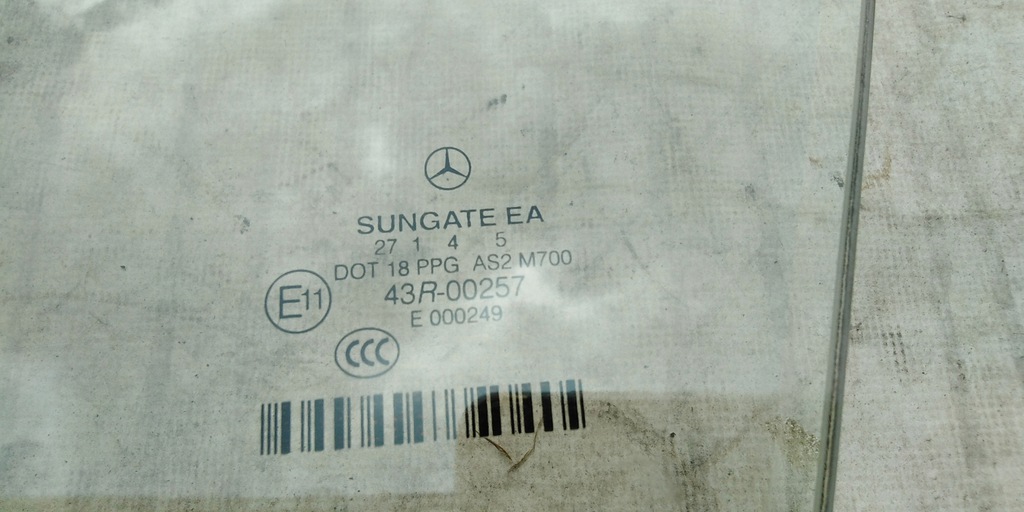 SUNGATE EA
27 1 4 5
DOT 18 PPG AS2 M700
E11 43R-00257
E 000249
CCC